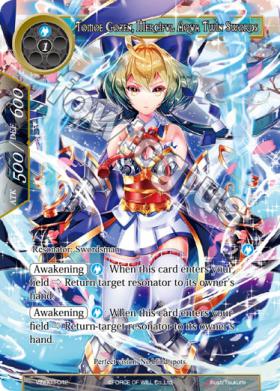 1
Tomoe Gozen, Merciful Aqua Twin Swords
ATK 500 / DEF 600
Resonator: Swordsman
Awakening When this card enters your
field → Return target resonator to its owner's
hand.
Awakening When this card enters your
field → Return target resonator to its owner's
hand.
Perfect vision. No blind spots.
©FORCE OF WILL Co.,Ltd.